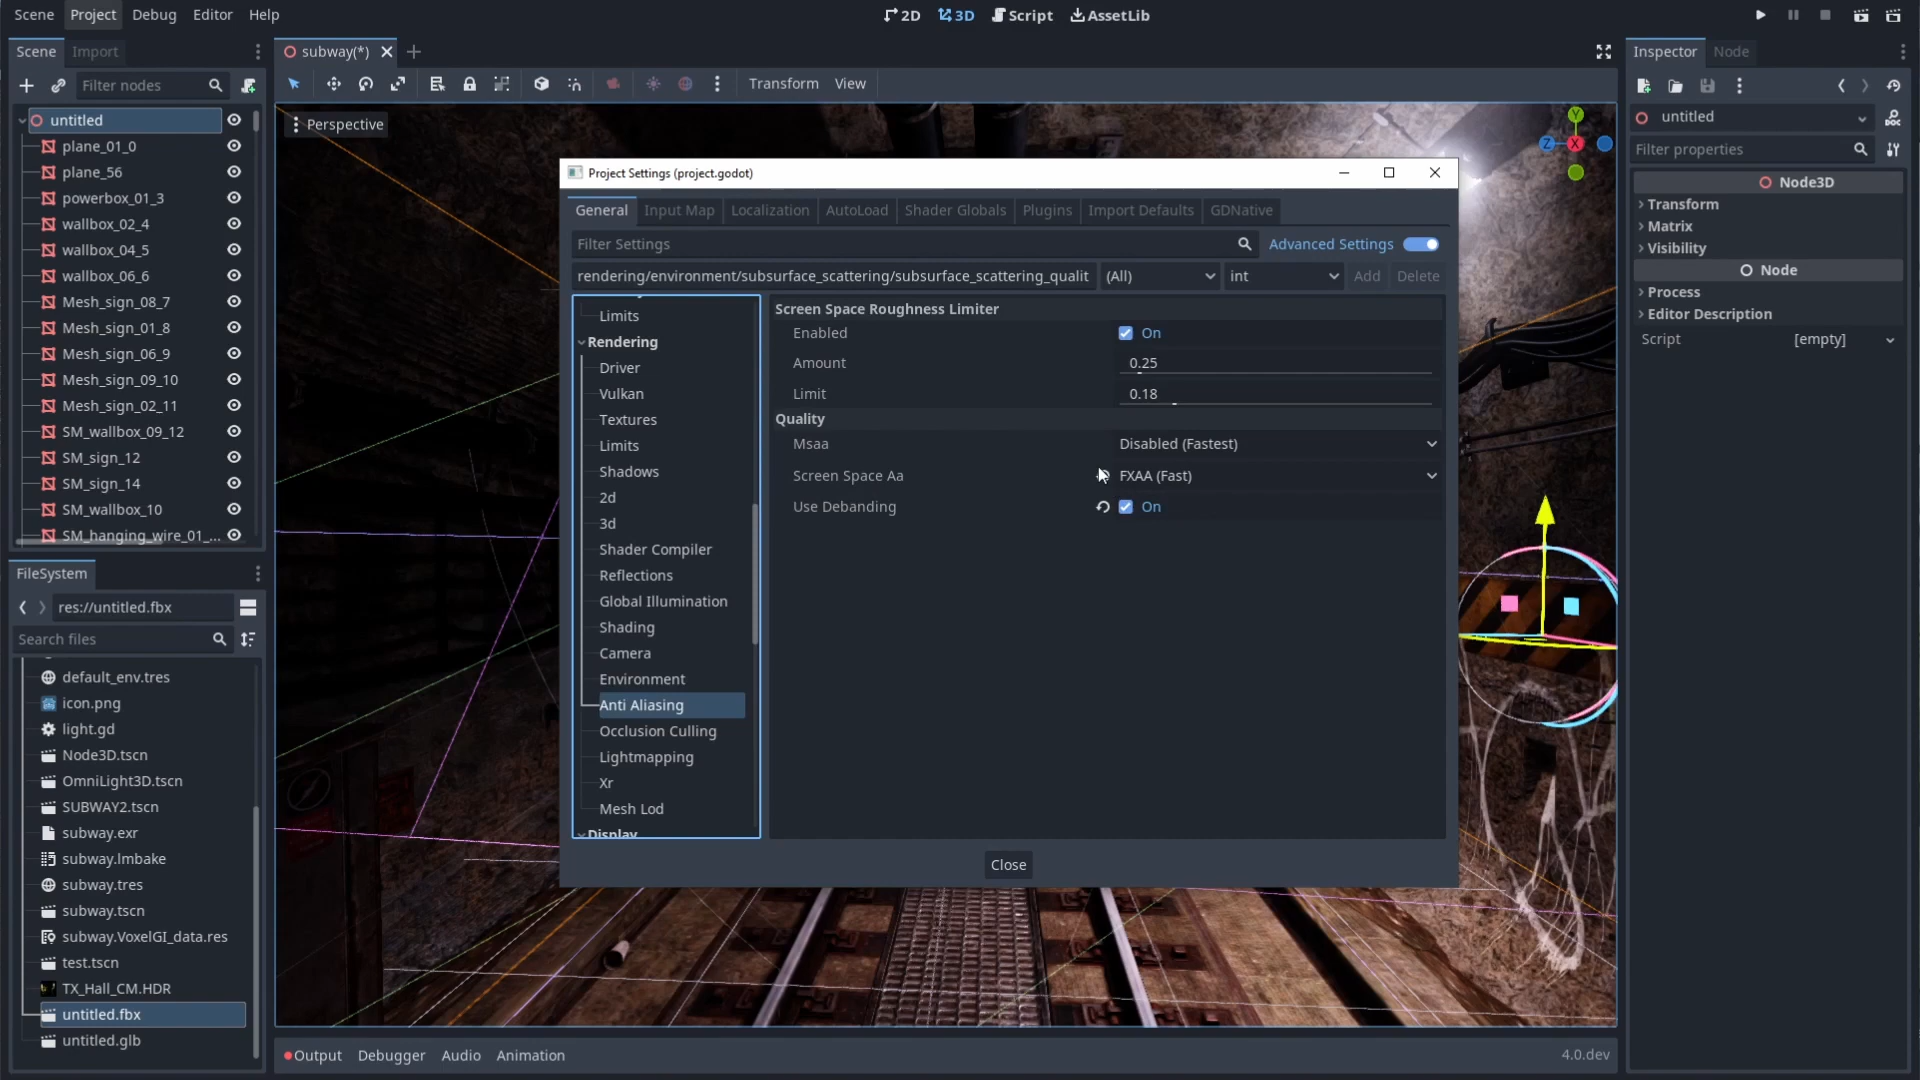 Scene Project Debug Editor Help
2D 3D Script AssetLib
Scene Import
Filter nodes
untitled
plane_01_0
plane_56
powerbox_01_3
wallbox_02_4
wallbox_04_5
wallbox_06_6
Mesh_sign_08_7
Mesh_sign_01_8
Mesh_sign_06_9
Mesh_sign_09_10
Mesh_sign_02_11
SM_wallbox_09_12
SM_sign_12
SM_sign_14
SM_wallbox_10
SM_hanging_wire_01_...
FileSystem
res://untitled.fbx
Search files
default_env.tres
icon.png
light.gd
Node3D.tscn
OmniLight3D.tscn
SUBWAY2.tscn
subway.exr
subway.lmbake
subway.tres
subway.tscn
subway.VoxelGI_data.res
test.tscn
TX_Hall_CM.HDR
untitled.fbx
untitled.glb
subway(*)
Transform View
Perspective
Y
Z X
Project Settings (project.godot)
General Input Map Localization AutoLoad Shader Globals Plugins Import Defaults GDNative
Filter Settings Advanced Settings
rendering/environment/subsurface_scattering/subsurface_scattering_qualit (All) int Add Delete
Limits
Rendering
Driver
Vulkan
Textures
Limits
Shadows
2d
3d
Shader Compiler
Reflections
Global Illumination
Shading
Camera
Environment
Anti Aliasing
Occlusion Culling
Lightmapping
Xr
Mesh Lod
Display
Screen Space Roughness Limiter
Enabled On
Amount 0.25
Limit 0.18
Quality
Msaa Disabled (Fastest)
Screen Space Aa FXAA (Fast)
Use Debanding On
Close
Output Debugger Audio Animation
4.0.dev
Inspector Node
untitled
Filter properties
Node3D
Transform
Matrix
Visibility
Node
Process
Editor Description
Script [empty]